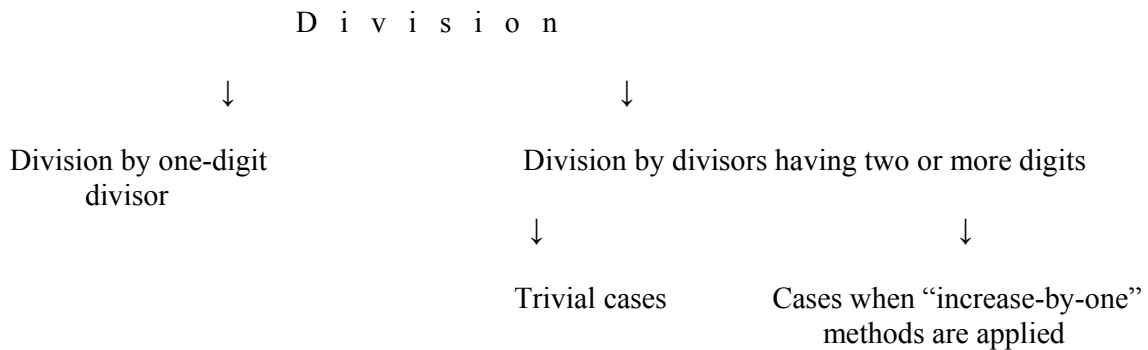 D i v i s i o n
↓ ↓
Division by one-digit divisor
Division by divisors having two or more digits
↓ ↓
Trivial cases
Cases when “increase-by-one” methods are applied